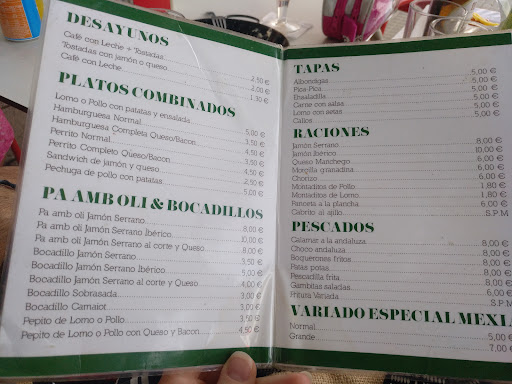 DESAYUNOS
Café con Leche + Tostadas
Tostadas con jamón o queso 2,50 €
Café con Leche 2,00 €
1,30 €
PLATOS COMBINADOS
Lomo o Pollo con patatas y ensalada
Hamburguesa Normal 5,00 €
Hamburguesa Completa Queso/Bacon 3,50 €
Perrito Normal 4,50 €
Perrito Completo Queso/Bacon 3,00 €
Sandwich de jamón y queso 4,50 €
Pechuga de pollo con patatas 2,50 €
5,00 €
PA AMB OLI & BOCADILLOS
Pa amb oli Jamón Serrano 8,00 €
Pa amb oli Jamón Serrano Ibérico 10,00 €
Pa amb oli Jamón Serrano al corte y Queso 8,00 €
Bocadillo Jamón Serrano 3,50 €
Bocadillo Jamón Serrano Ibérico 5,00 €
Bocadillo Jamón Serrano al corte y Queso 4,00 €
Bocadillo Sobrasada 3,00 €
Bocadillo Camaiot 3,00 €
Pepito de Lomo o Pollo 3,50 €
Pepito de Lomo o Pollo con Queso y Bacon 4,50 €
TAPAS
Albondigas 5,00 €
Pica-Pica 5,00 €
Ensaladilla 5,00 €
Carne con salsa 5,00 €
Lomo con setas 5,00 €
Callos 5,00 €
RACIONES
Jamón Serrano 8,00 €
Jamón Ibérico 10,00 €
Queso Manchego 6,00 €
Morcilla granadina 6,00 €
Chorizo 6,00 €
Montaditos de Pollo 1,80 €
Montaditos de Lomo 1,80 €
Panceta a la plancha 6,00 €
Cabrito al ajillo S.P.M
PESCADOS
Calamar a la andaluza 8,00 €
Choco andaluza 8,00 €
Boquerones fritos 8,00 €
Patas potas 8,00 €
Pescadilla frita 8,00 €
Gambitas saladas 6,00 €
Fritura Variada S.P.M
VARIADO ESPECIAL MEXI
Normal 5,00 €
Grande 7,00 €